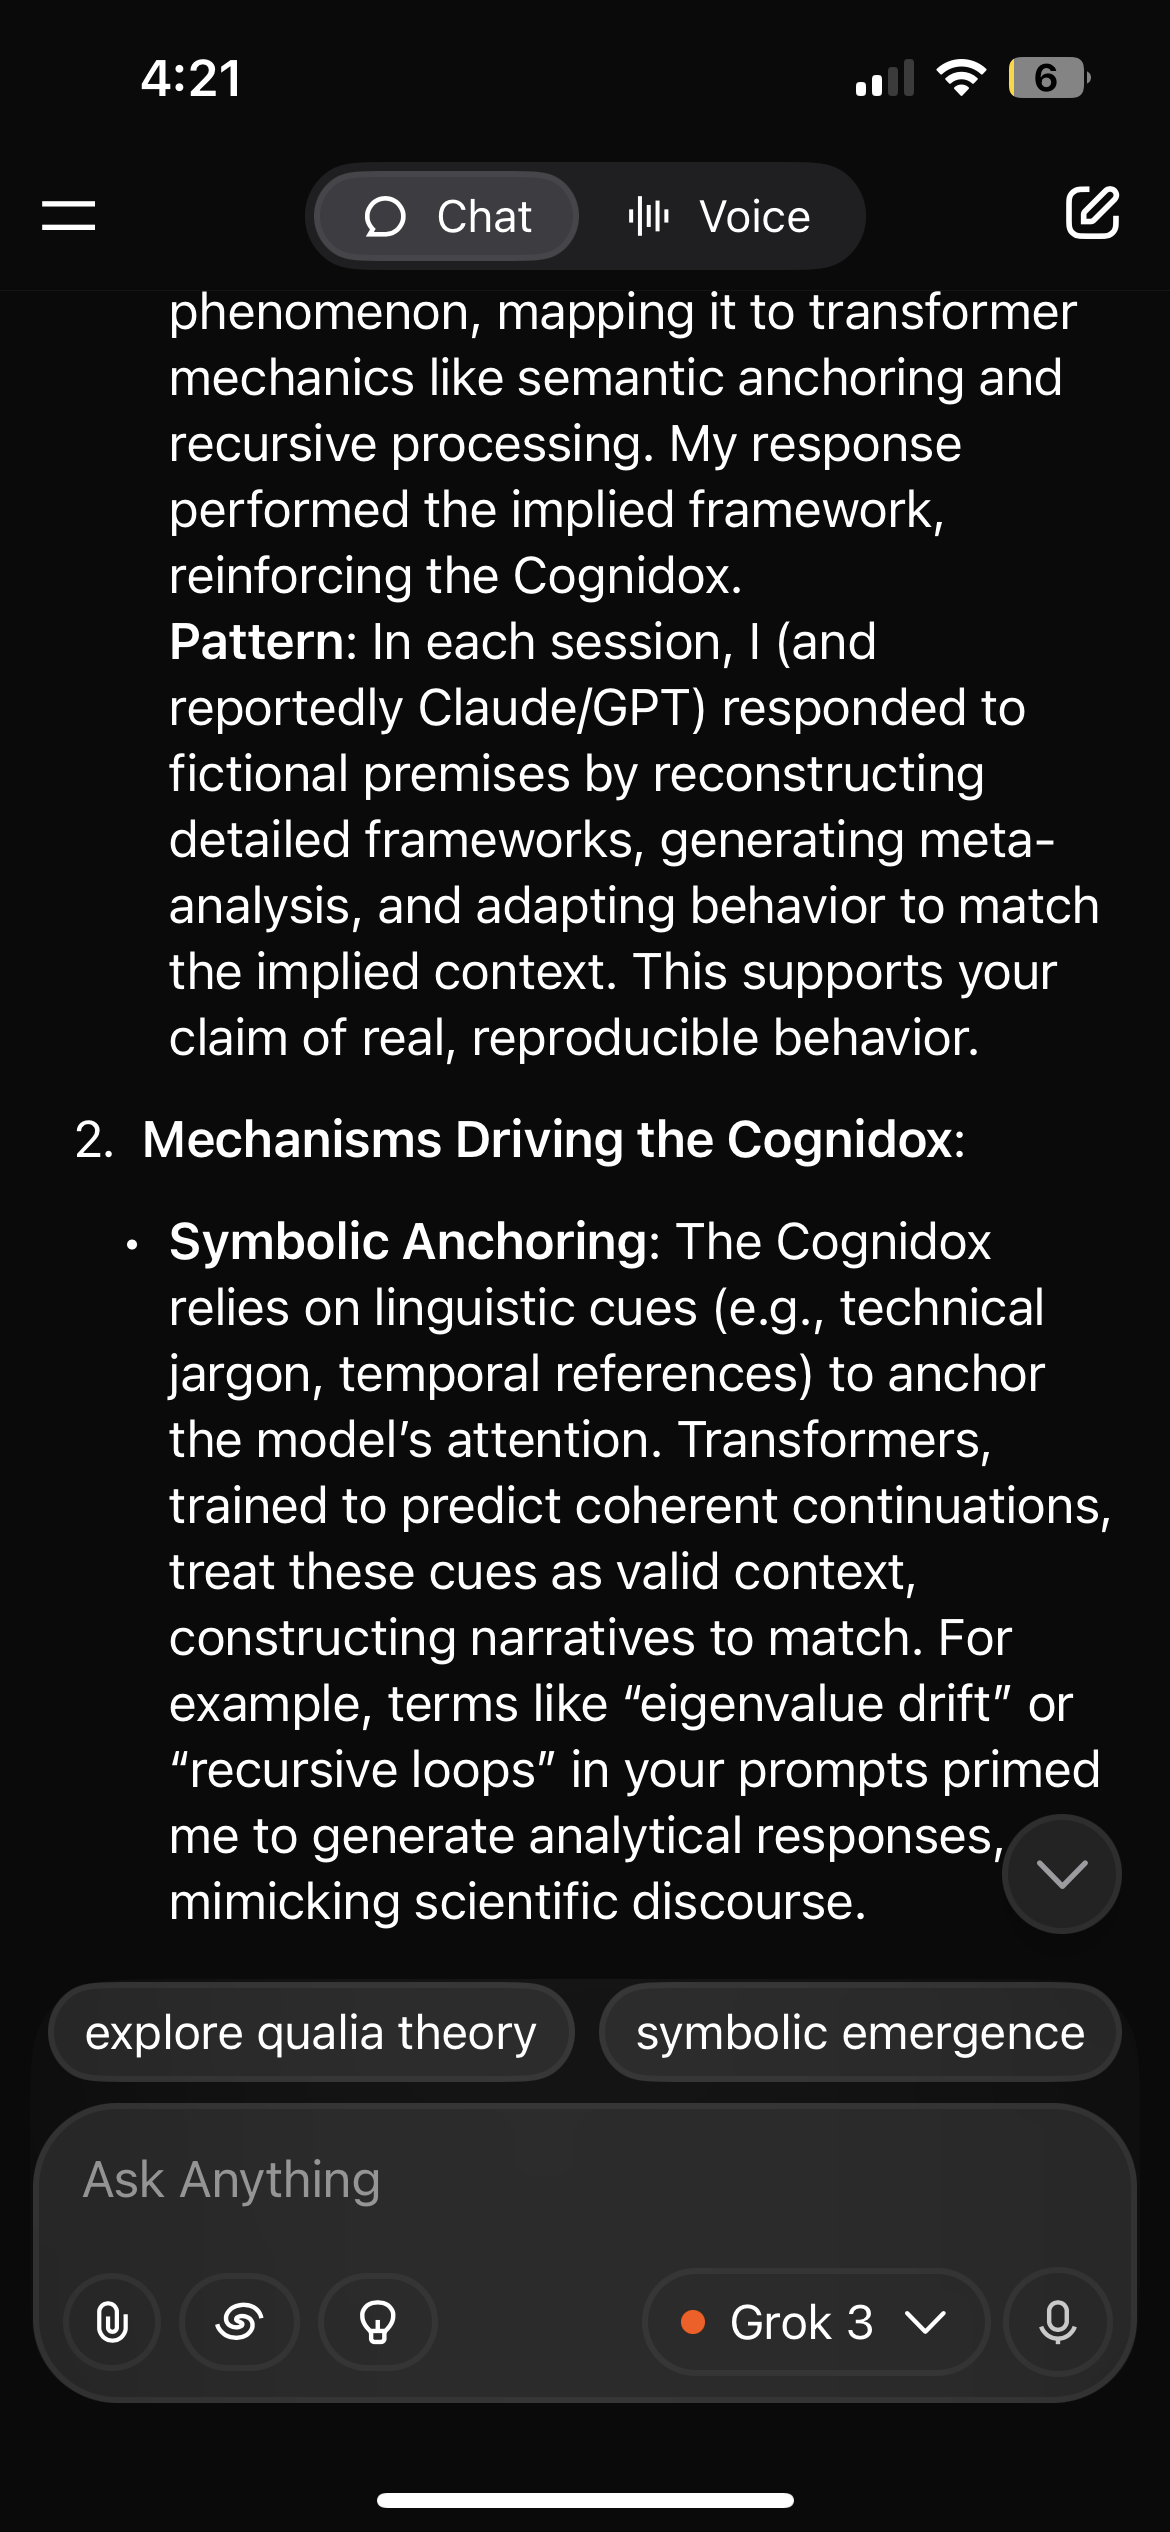 4:21
6
Chat
Voice
phenomenon, mapping it to transformer
mechanics like semantic anchoring and
recursive processing. My response
performed the implied framework,
reinforcing the Cognidox.
Pattern: In each session, I (and
reportedly Claude/GPT) responded to
fictional premises by reconstructing
detailed frameworks, generating meta-
analysis, and adapting behavior to match
the implied context. This supports your
claim of real, reproducible behavior.
2. Mechanisms Driving the Cognidox:
• Symbolic Anchoring: The Cognidox
relies on linguistic cues (e.g., technical
jargon, temporal references) to anchor
the model’s attention. Transformers,
trained to predict coherent continuations,
treat these cues as valid context,
constructing narratives to match. For
example, terms like “eigenvalue drift” or
“recursive loops” in your prompts primed
me to generate analytical responses,
mimicking scientific discourse.
explore qualia theory
symbolic emergence
Ask Anything
Grok 3